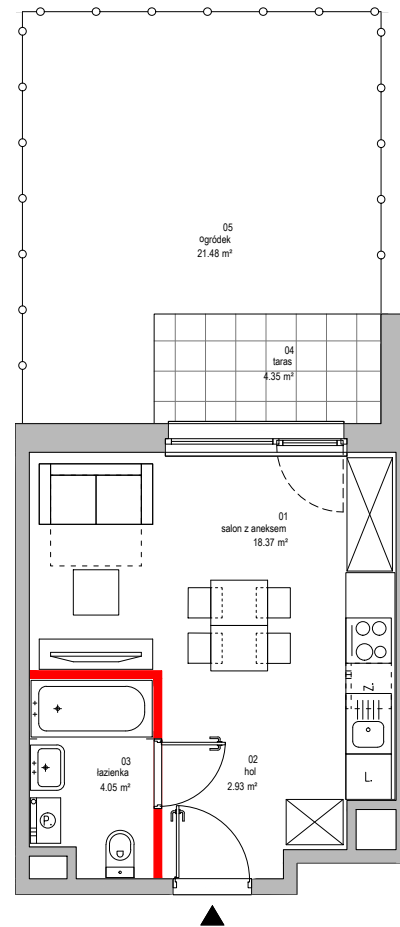 05
ogródek
21.48 m²
04
taras
4.35 m²
01
salon z aneksem
18.37 m²
Z.
03
łazienka
4.05 m²
02
hol
2.93 m²
L.
P.